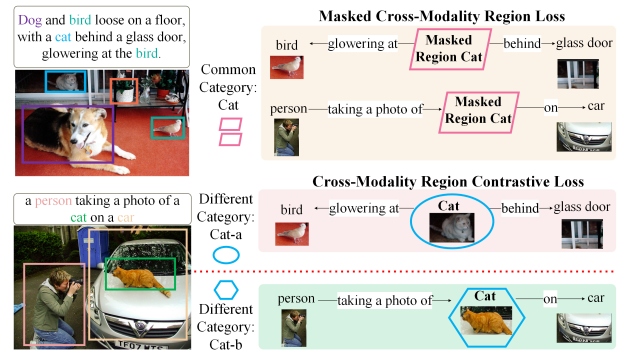 Dog and bird loose on a floor,
with a cat behind a glass door,
glowering at the bird.
a person taking a photo of a
cat on a car
Common
Category:
Cat
Different
Category:
Cat-a
Different
Category:
Cat-b
Masked Cross-Modality Region Loss
bird glowering at Masked Region Cat behind glass door
person taking a photo of Masked Region Cat on car
Cross-Modality Region Contrastive Loss
bird glowering at Cat behind glass door
person taking a photo of Cat on car